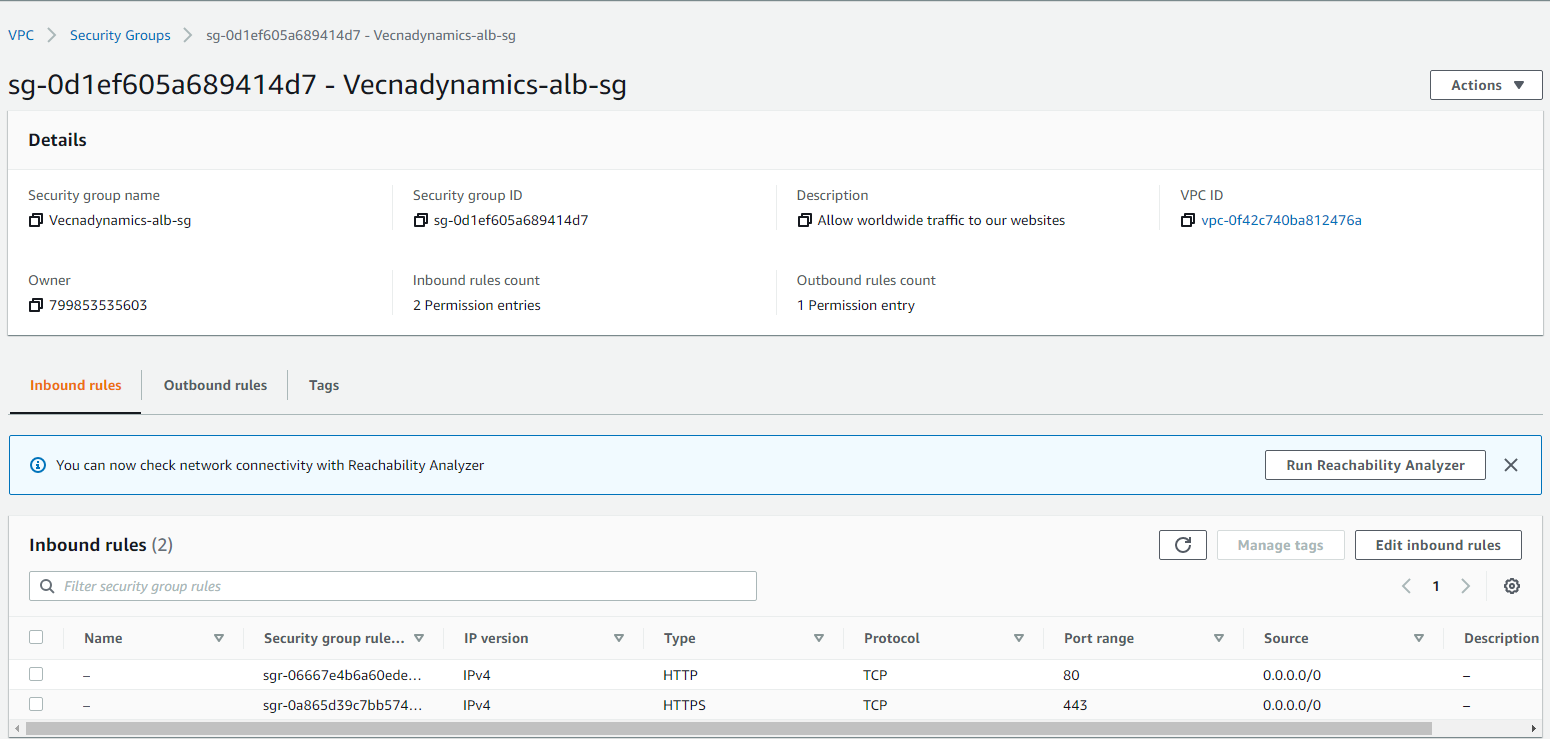 VPC > Security Groups > sg-0d1ef605a689414d7 - Vecnadynamics-alb-sg
sg-0d1ef605a689414d7 - Vecnadynamics-alb-sg
Actions
Details
Security group name
Vecnadynamics-alb-sg
Security group ID
sg-0d1ef605a689414d7
Description
Allow worldwide traffic to our websites
VPC ID
vpc-0f42c740ba812476a
Owner
799853535603
Inbound rules count
2 Permission entries
Outbound rules count
1 Permission entry
Inbound rules Outbound rules Tags
You can now check network connectivity with Reachability Analyzer
Run Reachability Analyzer
Inbound rules (2)
Manage tags
Edit inbound rules
Filter security group rules
1
Name Security group rule... IP version Type Protocol Port range Source Description
– sgr-06667e4b6a60ede... IPv4 HTTP TCP 80 0.0.0.0/0 –
– sgr-0a865d39c7bb574... IPv4 HTTPS TCP 443 0.0.0.0/0 –